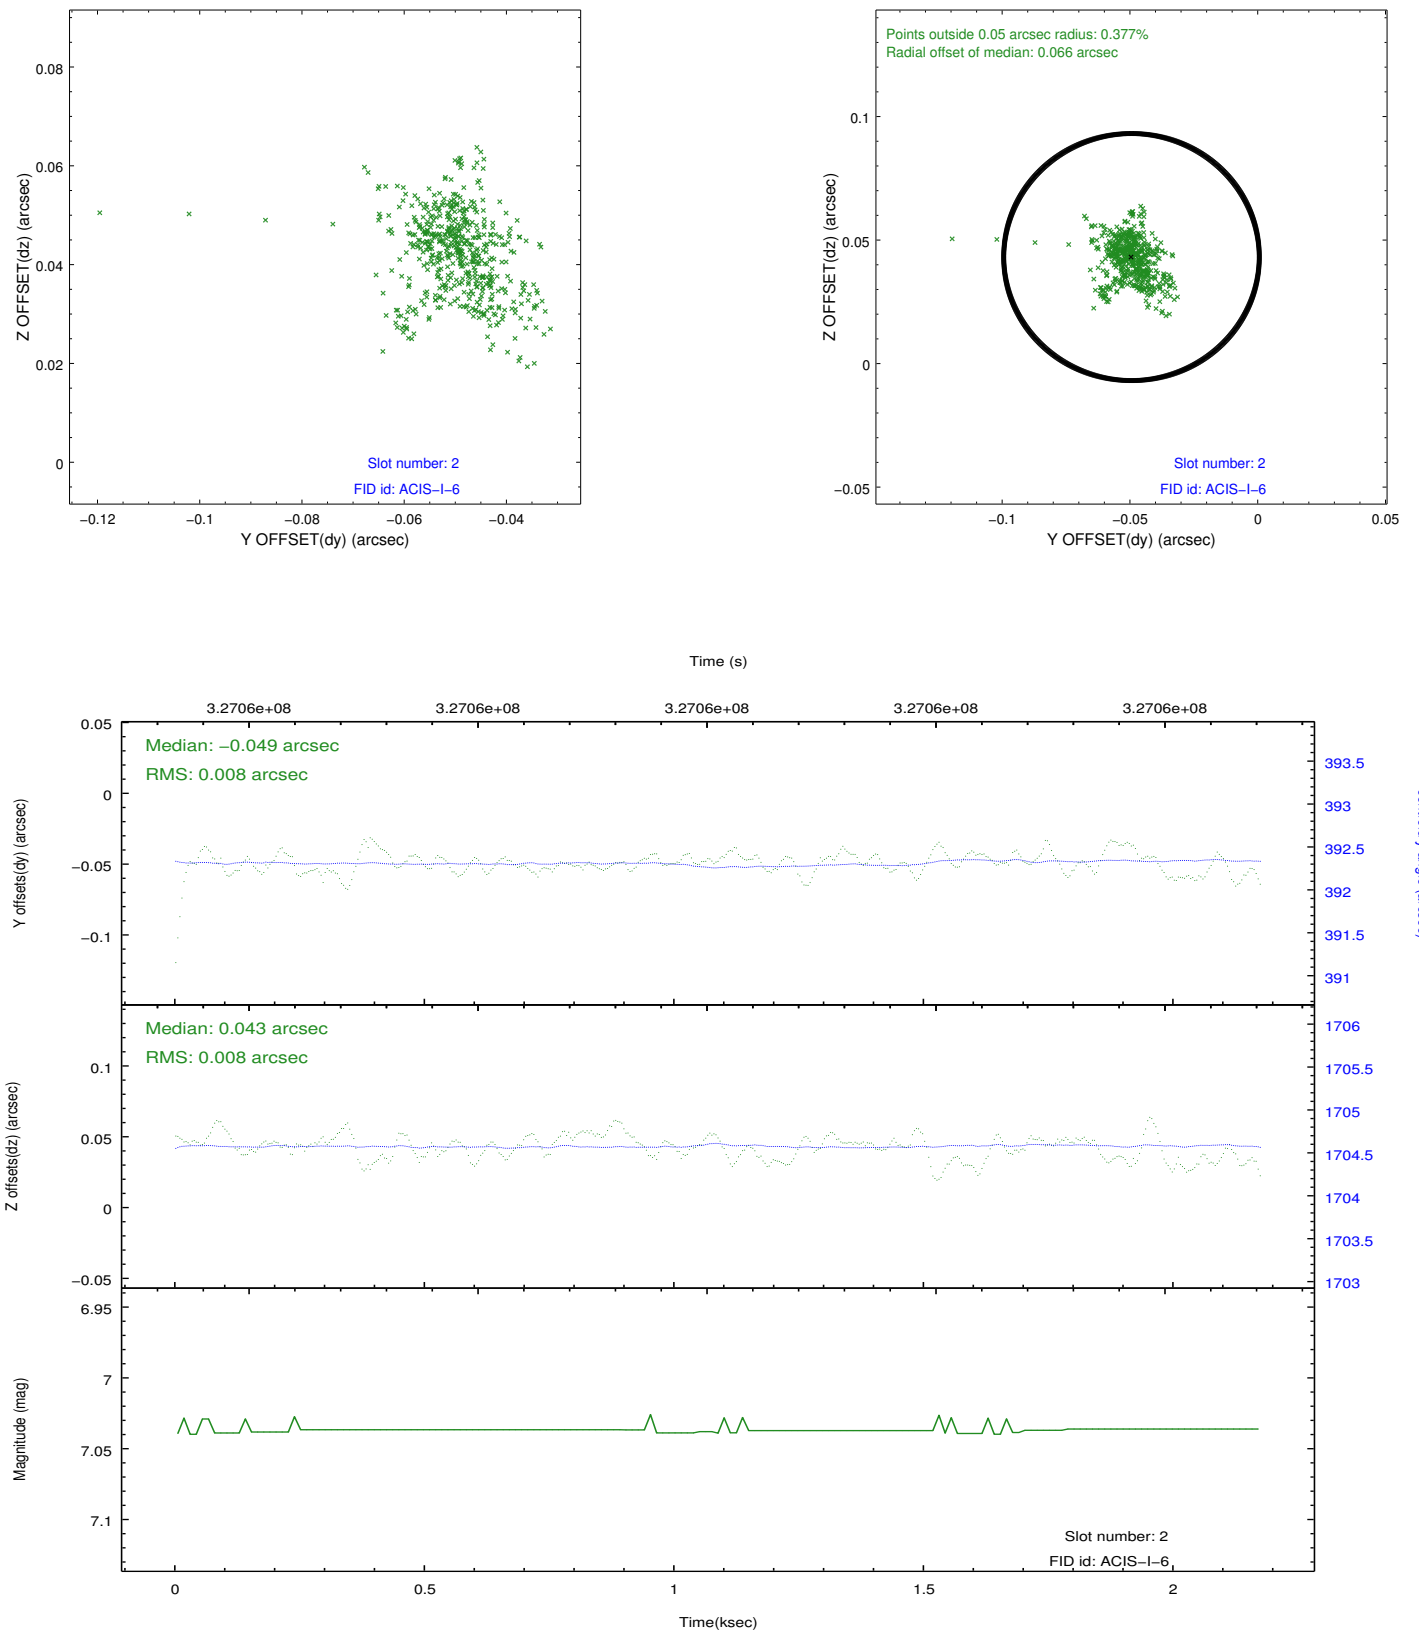 0.08
0.06
0.04
0.02
0
Z OFFSET(dz) (arcsec)
Slot number: 2
FID id: ACIS−I−6
−0.12 −0.1 −0.08 −0.06 −0.04
Y OFFSET(dy) (arcsec)
Points outside 0.05 arcsec radius: 0.377%
Radial offset of median: 0.066 arcsec
0.1
0.05
0
−0.05
Z OFFSET(dz) (arcsec)
Slot number: 2
FID id: ACIS−I−6
−0.1 −0.05 0 0.05
Y OFFSET(dy) (arcsec)
Time (s)
3.2706e+08 3.2706e+08 3.2706e+08 3.2706e+08 3.2706e+08
Median: −0.049 arcsec
RMS: 0.008 arcsec
0.05
0
−0.05
−0.1
Y offsets(dy) (arcsec)
393.5
393
392.5
392
391.5
391
Median: 0.043 arcsec
RMS: 0.008 arcsec
0.1
0.05
0
−0.05
Z offsets(dz) (arcsec)
1706
1705.5
1705
1704.5
1704
1703.5
1703
6.95
7
7.05
7.1
Magnitude (mag)
Slot number: 2
FID id: ACIS−I−6
0 0.5 1 1.5 2
Time(ksec)